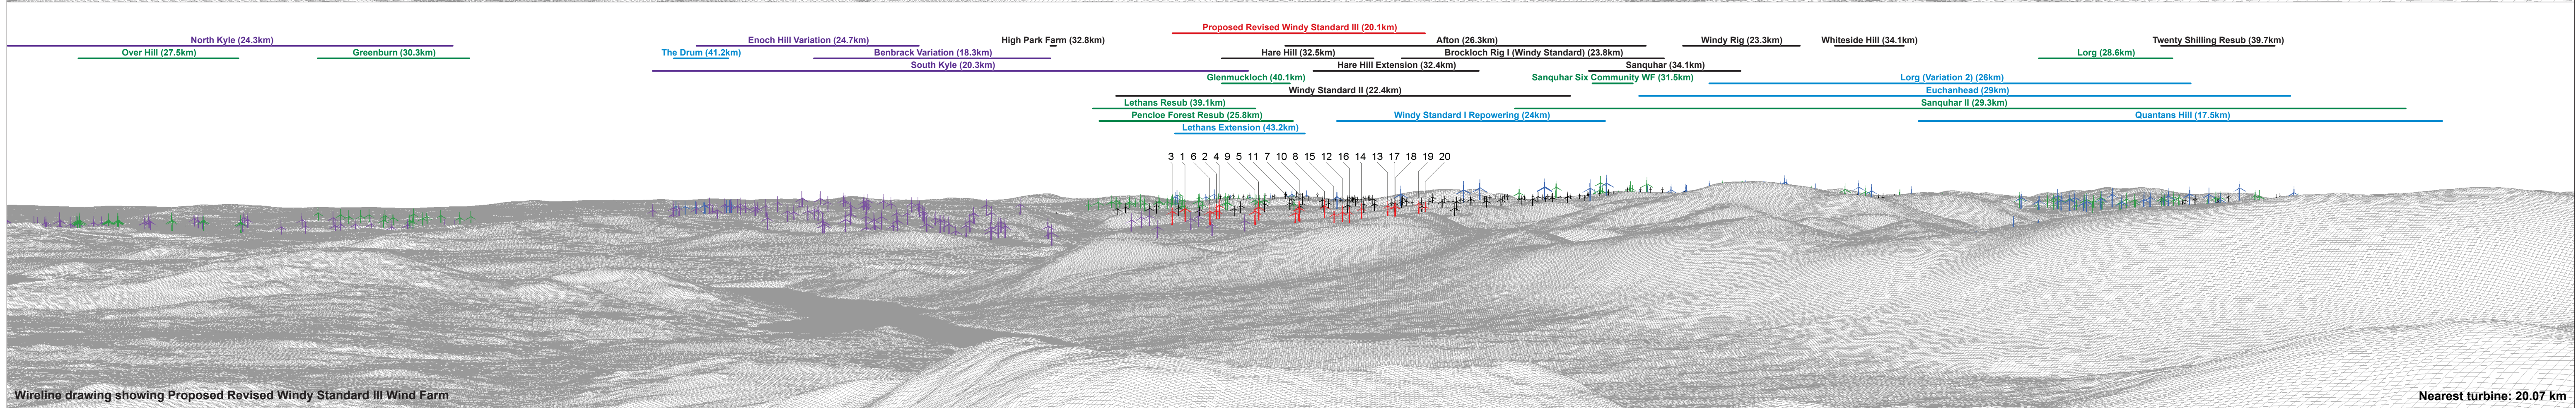 Proposed Revised Windy Standard III (20.1km)
North Kyle (24.3km) Enoch Hill Variation (24.7km) High Park Farm (32.8km) Afton (26.3km) Windy Rig (23.3km) Whiteside Hill (34.1km) Twenty Shilling Resub (39.7km)
Over Hill (27.5km) Greenburn (30.3km) The Drum (41.2km) Benbrack Variation (18.3km) Hare Hill (32.5km) Brockloch Rig I (Windy Standard) (23.8km) Lorg (28.6km)
South Kyle (20.3km) Hare Hill Extension (32.4km) Sanquhar (34.1km)
Glenmuckloch (40.1km) Sanquhar Six Community WF (31.5km) Lorg (Variation 2) (26km)
Windy Standard II (22.4km) Euchanhead (29km)
Lethans Resub (39.1km) Sanquhar II (29.3km)
Pencloe Forest Resub (25.8km) Windy Standard I Repowering (24km) Quantans Hill (17.5km)
Lethans Extension (43.2km)
3 1 6 2 4 9 5 11 7 10 8 15 12 16 14 13 17 18 19 20
Wireline drawing showing Proposed Revised Windy Standard III Wind Farm Nearest turbine: 20.07 km